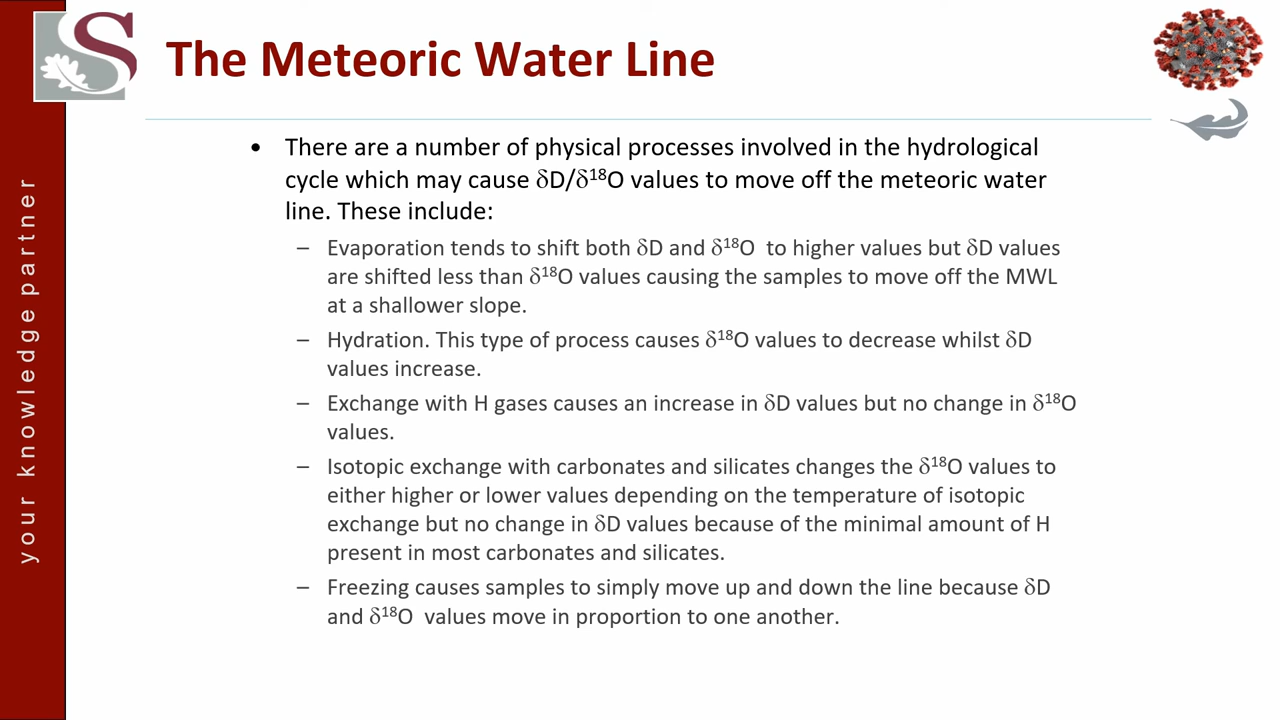 The Meteoric Water Line
• There are a number of physical processes involved in the hydrological
cycle which may cause δD/δ¹⁸O values to move off the meteoric water
line. These include:
– Evaporation tends to shift both δD and δ¹⁸O to higher values but δD values
are shifted less than δ¹⁸O values causing the samples to move off the MWL
at a shallower slope.
– Hydration. This type of process causes δ¹⁸O values to decrease whilst δD
values increase.
– Exchange with H gases causes an increase in δD values but no change in δ¹⁸O
values.
– Isotopic exchange with carbonates and silicates changes the δ¹⁸O values to
either higher or lower values depending on the temperature of isotopic
exchange but no change in δD values because of the minimal amount of H
present in most carbonates and silicates.
– Freezing causes samples to simply move up and down the line because δD
and δ¹⁸O values move in proportion to one another.
your knowledge partner
S